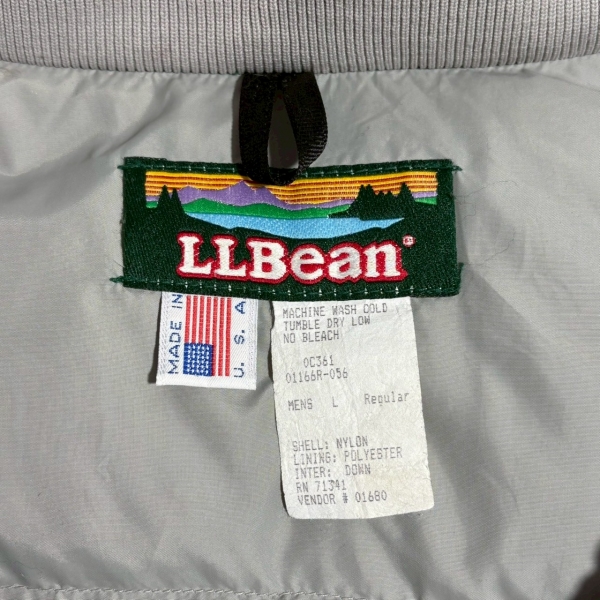 LLBean®
MADE IN
U. S. A
MACHINE WASH COLD
TUMBLE DRY LOW
NO BLEACH
0C361
01166R-056
MENS L Regular
SHELL: NYLON
LINING: POLYESTER
INTER: DOWN
RN 71341
VENDOR # 01680